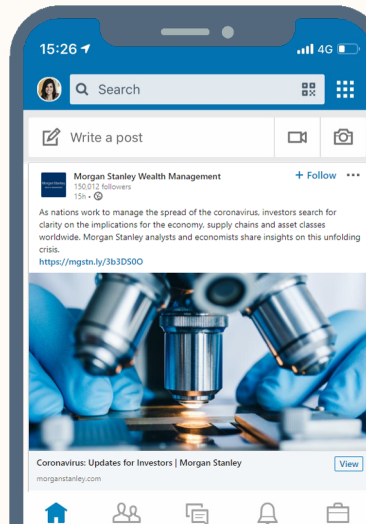 15:26
4G
Search
Write a post
Morgan Stanley Wealth Management
+ Follow
150,012 followers
15h •
As nations work to manage the spread of the coronavirus, investors search for
clarity on the implications for the economy, supply chains and asset classes
worldwide. Morgan Stanley analysts and economists share insights on this unfolding
crisis.
https://mgstn.ly/3b3DS0O
Coronavirus: Updates for Investors | Morgan Stanley
View
morganstanley.com